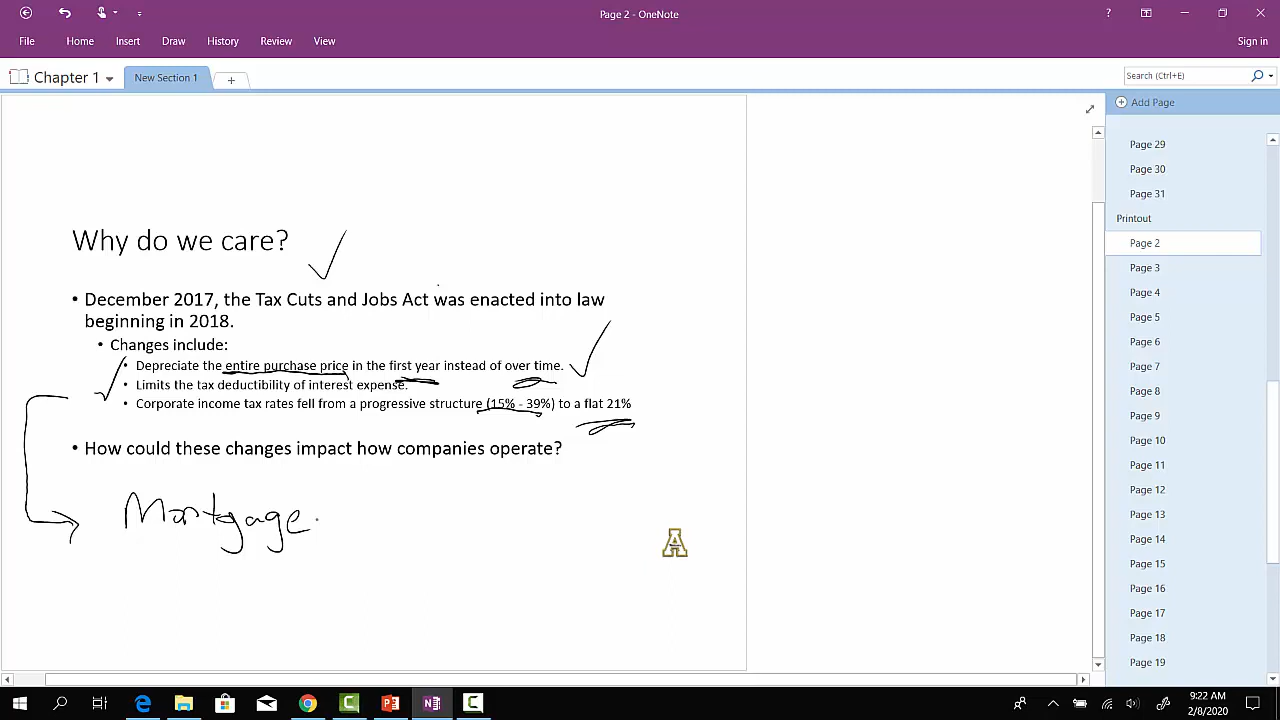 Page 2 - OneNote
?
File Home Insert Draw History Review View
Sign in
Chapter 1
New Section 1
+
Search (Ctrl+E)
Add Page
Page 29
Page 30
Page 31
Printout
Page 2
Page 3
Page 4
Page 5
Page 6
Page 7
Page 8
Page 9
Page 10
Page 11
Page 12
Page 13
Page 14
Page 15
Page 16
Page 17
Page 18
Page 19
Why do we care?
• December 2017, the Tax Cuts and Jobs Act was enacted into law
beginning in 2018.
• Changes include:
• Depreciate the entire purchase price in the first year instead of over time.
• Limits the tax deductibility of interest expense.
• Corporate income tax rates fell from a progressive structure (15% - 39%) to a flat 21%
• How could these changes impact how companies operate?
Mortgage
A
9:22 AM
2/8/2020